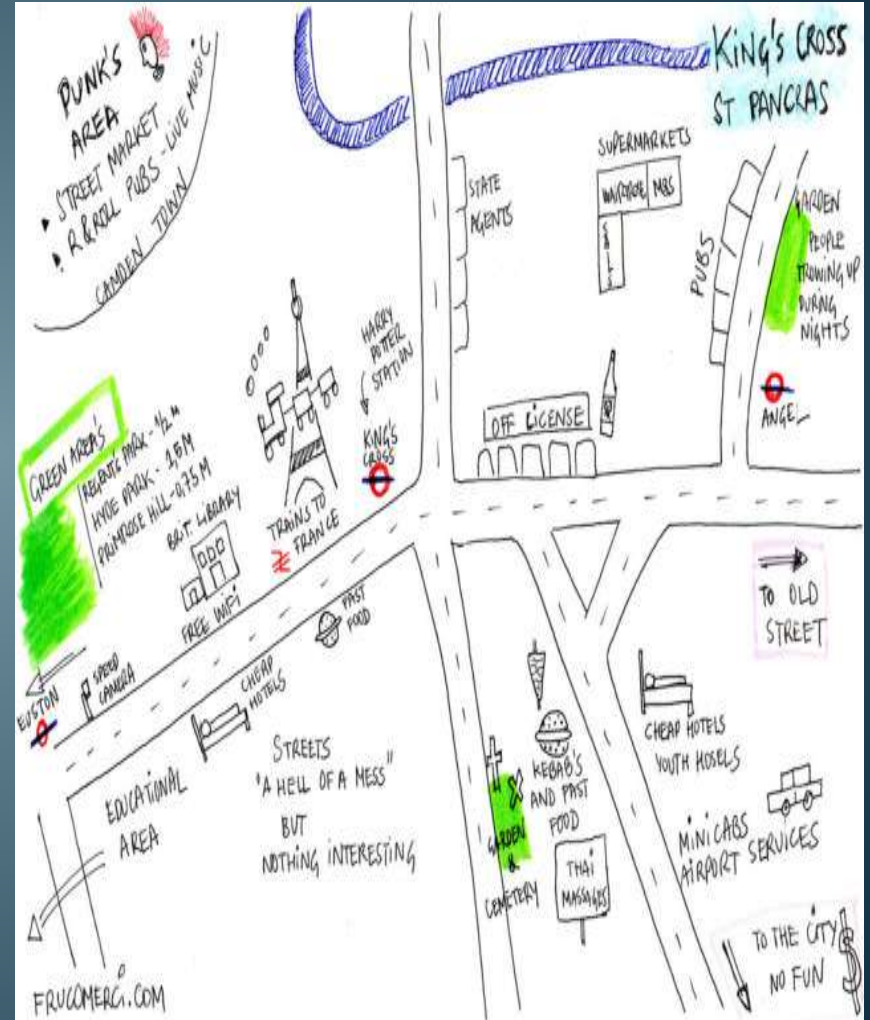 PUNK'S
AREA
STREET MARKET
R&ROLL PUBS - LIVE MUSIC
CAMDEN TOWN
KING'S CROSS
ST PANCRAS
STATE
AGENTS
SUPERMARKETS
WAITROSE
M&S
PUBS
GARDEN
PEOPLE
TROWING UP
DURING
NIGHTS
ANGEL
HARRY
POTTER
STATION
KING'S
CROSS
OFF LICENSE
GREEN AREA'S
REGENT'S PARK - 1/2 M
HYDE PARK - 1,5 M
PRIMROSE HILL - 0,75 M
BRIT. LIBRARY
FREE WIFI
TRAINS TO
FRANCE
FAST
FOOD
TO OLD
STREET
EUSTON
SPEED
CAMERA
CHEAP
HOTELS
EDUCATIONAL
AREA
STREETS
"A HELL OF A MESS"
BUT
NOTHING INTERESTING
KEBAB'S
AND FAST
FOOD
GARDEN
&
CEMETERY
THAI
MASSAGES
CHEAP HOTELS
YOUTH HOSELS
MINICABS
AIRPORT SERVICES
TO THE CITY
NO FUN
$
FRUCOMERCI.COM